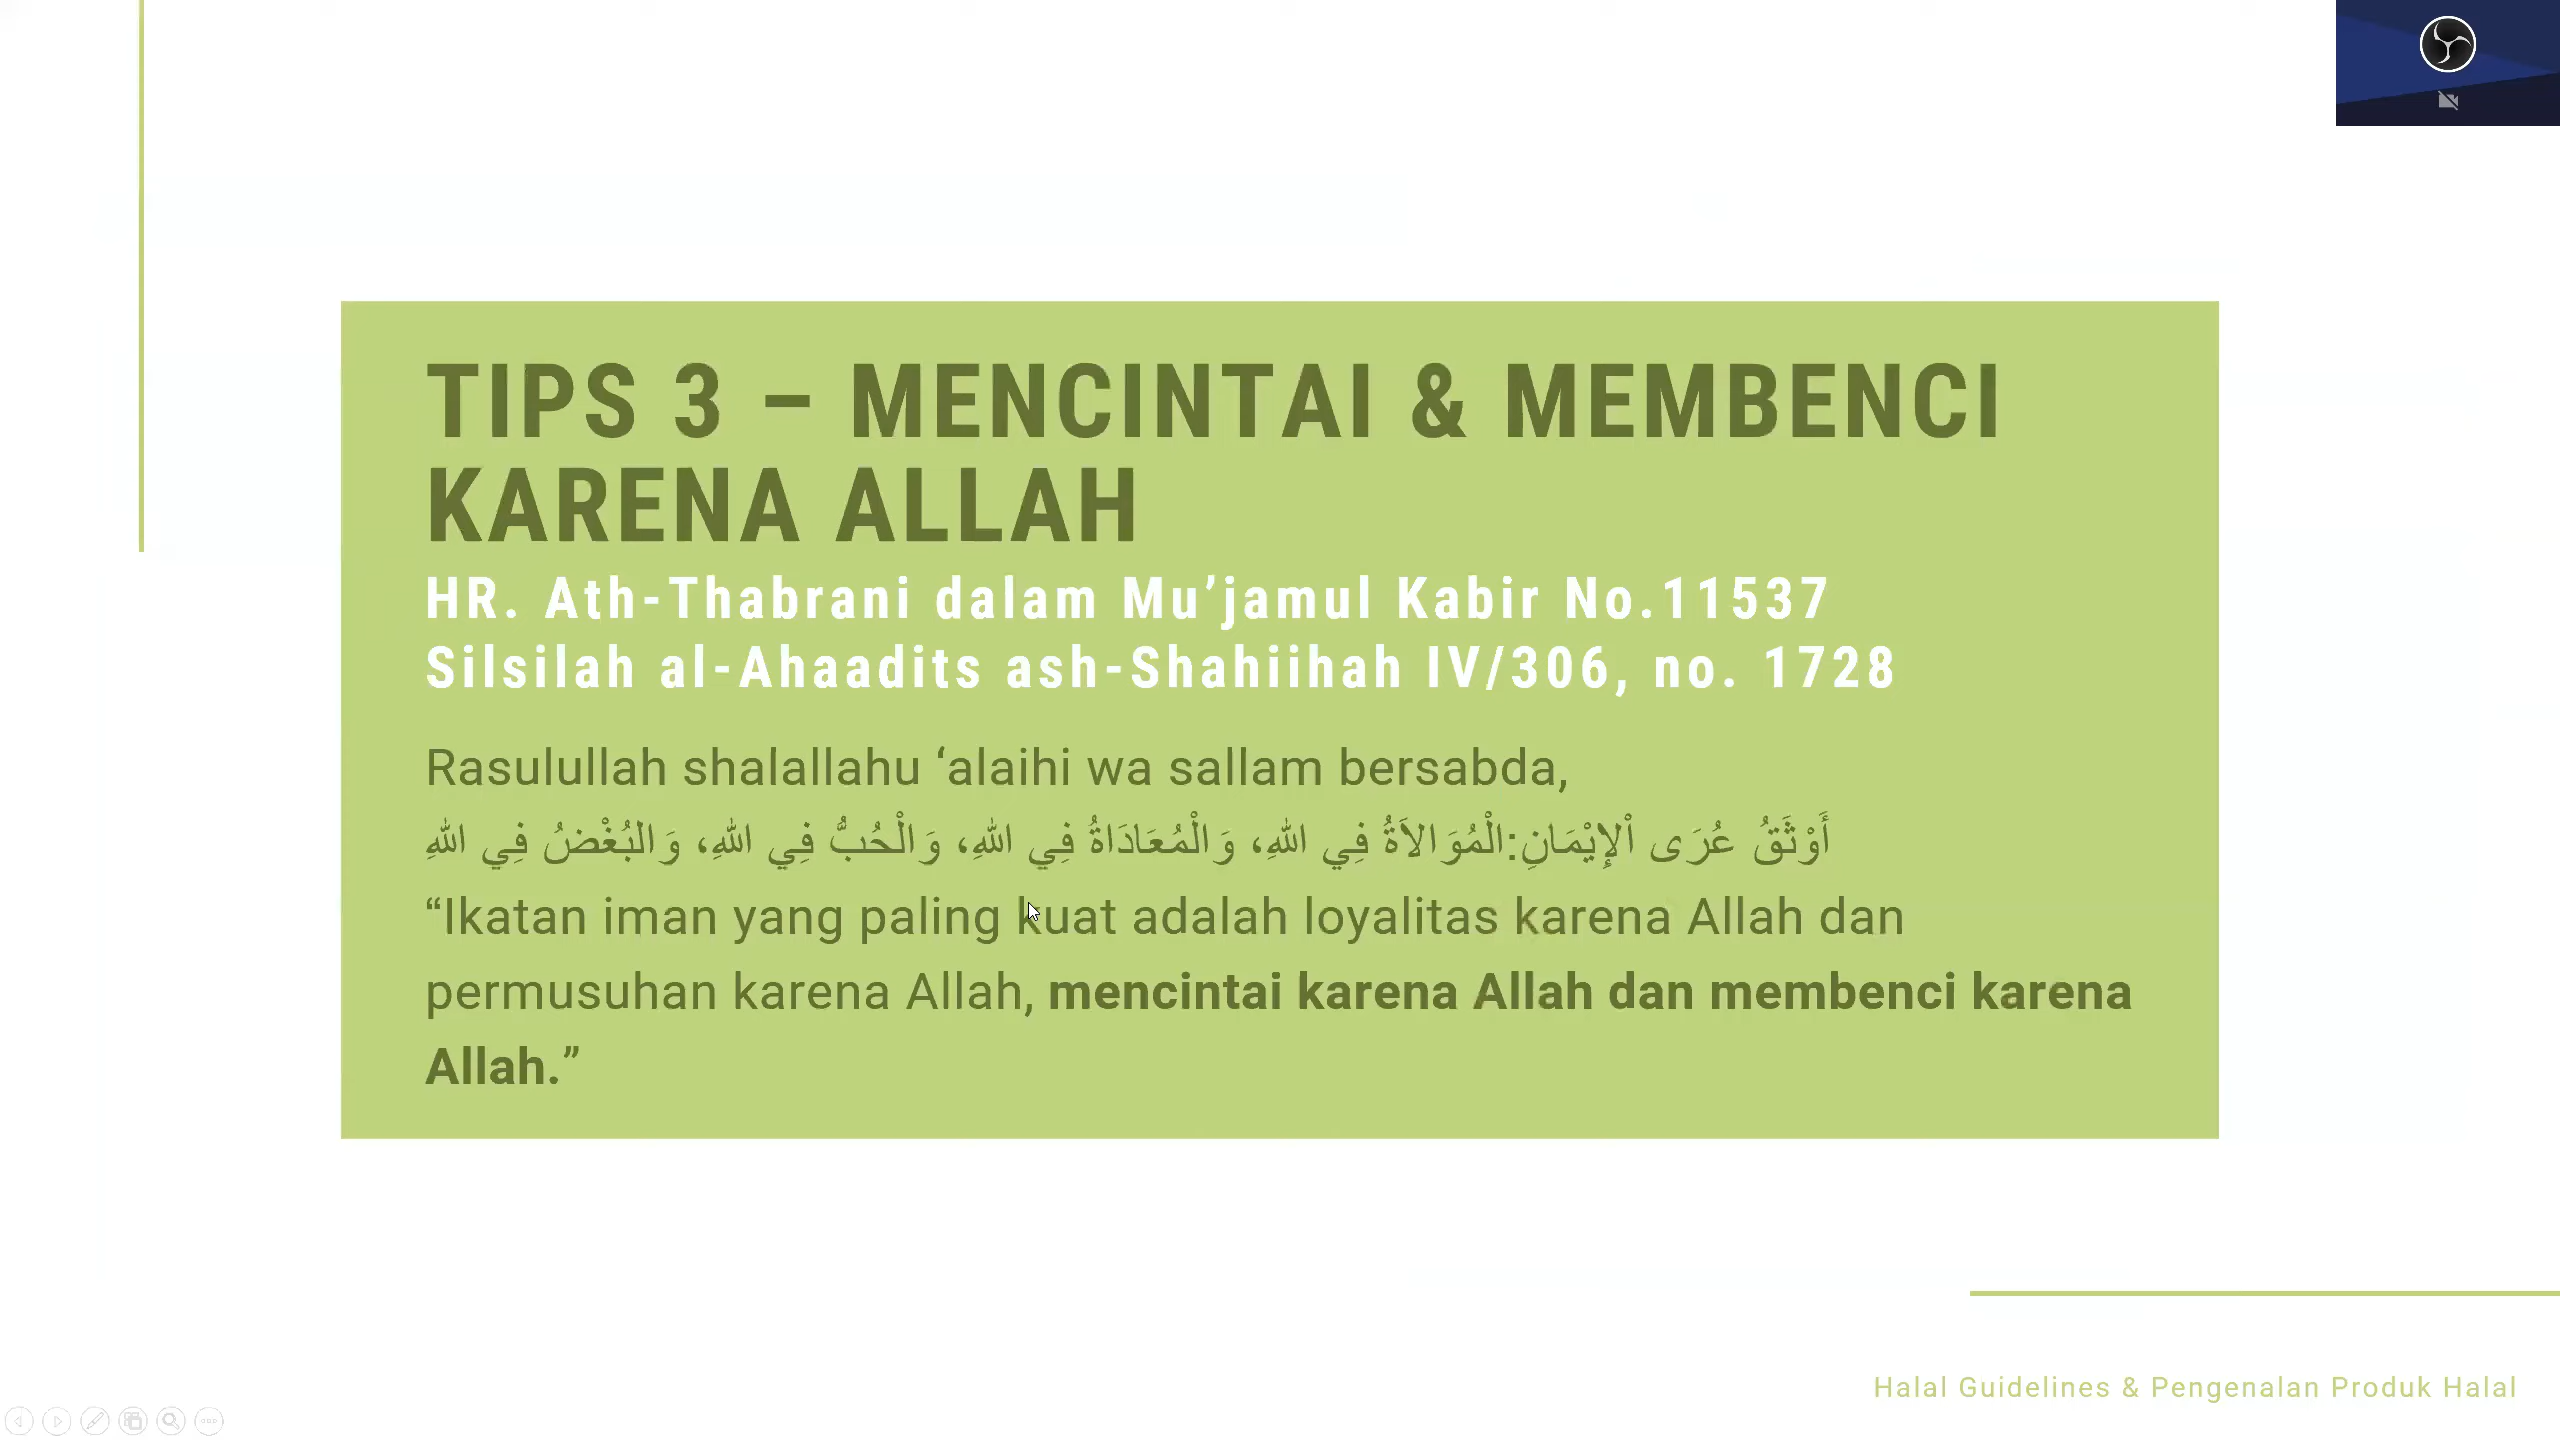 TIPS 3 – MENCINTAI & MEMBENCI
KARENA ALLAH
HR. Ath-Thabrani dalam Mu’jamul Kabir No.11537
Silsilah al-Ahaadits ash-Shahiihah IV/306, no. 1728
Rasulullah shalallahu ‘alaihi wa sallam bersabda,
أَوْثَقُ عُرَى اْلإِيْمَانِ:الْمُوَالاَةُ فِي اللهِ، وَالْمُعَادَاةُ فِي اللهِ، وَالْحُبُّ فِي اللهِ، وَالبُغْضُ فِي اللهِ
“Ikatan iman yang paling kuat adalah loyalitas karena Allah dan
permusuhan karena Allah, mencintai karena Allah dan membenci karena
Allah.”
Halal Guidelines & Pengenalan Produk Halal